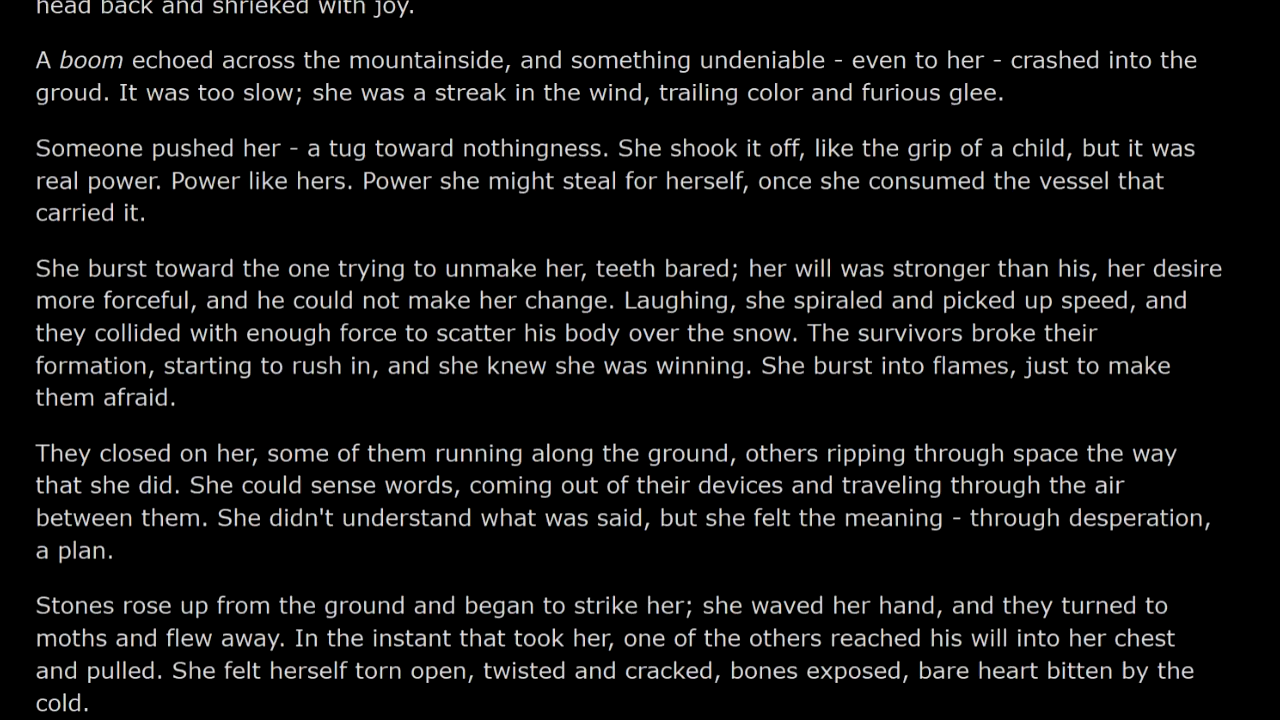 head back and shrieked with joy.
A boom echoed across the mountainside, and something undeniable - even to her - crashed into the
groud. It was too slow; she was a streak in the wind, trailing color and furious glee.
Someone pushed her - a tug toward nothingness. She shook it off, like the grip of a child, but it was
real power. Power like hers. Power she might steal for herself, once she consumed the vessel that
carried it.
She burst toward the one trying to unmake her, teeth bared; her will was stronger than his, her desire
more forceful, and he could not make her change. Laughing, she spiraled and picked up speed, and
they collided with enough force to scatter his body over the snow. The survivors broke their
formation, starting to rush in, and she knew she was winning. She burst into flames, just to make
them afraid.
They closed on her, some of them running along the ground, others ripping through space the way
that she did. She could sense words, coming out of their devices and traveling through the air
between them. She didn't understand what was said, but she felt the meaning - through desperation,
a plan.
Stones rose up from the ground and began to strike her; she waved her hand, and they turned to
moths and flew away. In the instant that took her, one of the others reached his will into her chest
and pulled. She felt herself torn open, twisted and cracked, bones exposed, bare heart bitten by the
cold.